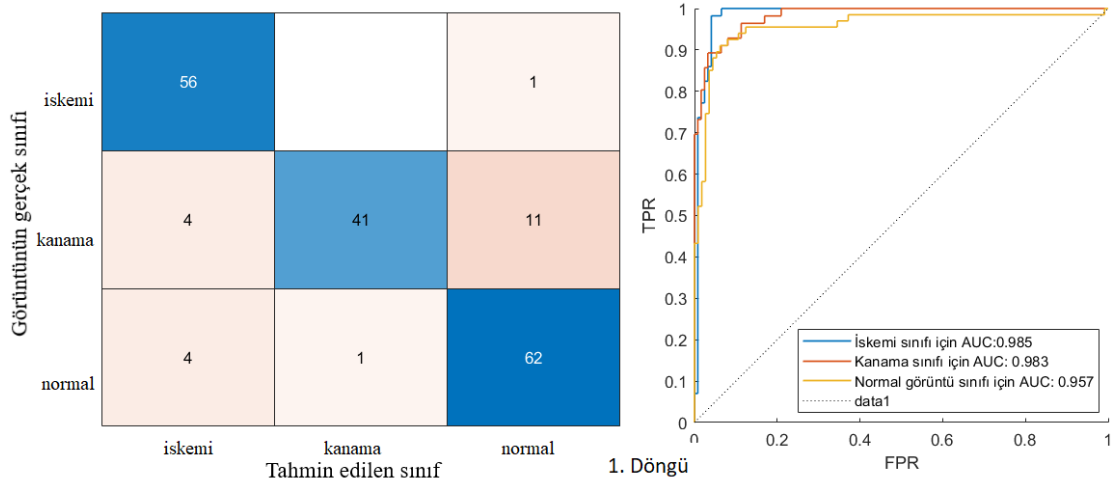 Görüntünün gerçek sınıfı
iskemi
56
1
kanama
4
41
11
normal
4
1
62
iskemi
kanama
normal
Tahmin edilen sınıf
1. Döngü
TPR
1
0.9
0.8
0.7
0.6
0.5
0.4
0.3
0.2
0.1
0
İskemi sınıfı için AUC:0.985
Kanama sınıfı için AUC: 0.983
Normal görüntü sınıfı için AUC: 0.957
data1
0
0.2
0.4
0.6
0.8
1
FPR